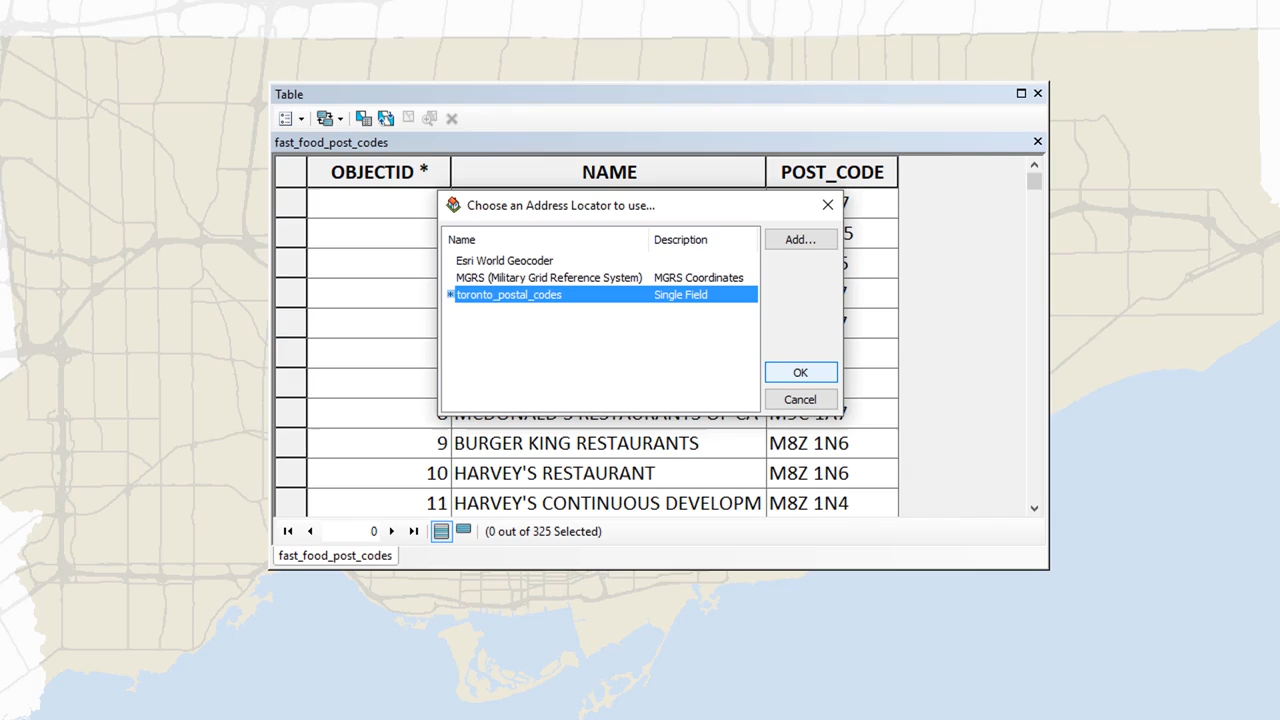 Table
fast_food_post_codes
OBJECTID * NAME POST_CODE
Choose an Address Locator to use...
Name Description
Add...
Esri World Geocoder
MGRS (Military Grid Reference System) MGRS Coordinates
toronto_postal_codes Single Field
OK
Cancel
9 BURGER KING RESTAURANTS M8Z 1N6
10 HARVEY'S RESTAURANT M8Z 1N6
11 HARVEY'S CONTINUOUS DEVELOPM M8Z 1N4
0 (0 out of 325 Selected)
fast_food_post_codes